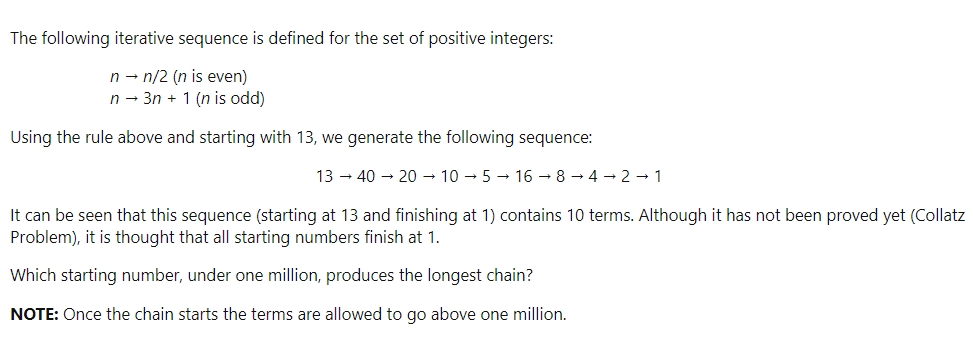 The following iterative sequence is defined for the set of positive integers:
n → n/2 (n is even)
n → 3n + 1 (n is odd)
Using the rule above and starting with 13, we generate the following sequence:
13 → 40 → 20 → 10 → 5 → 16 → 8 → 4 → 2 → 1
It can be seen that this sequence (starting at 13 and finishing at 1) contains 10 terms. Although it has not been proved yet (Collatz
Problem), it is thought that all starting numbers finish at 1.
Which starting number, under one million, produces the longest chain?
NOTE: Once the chain starts the terms are allowed to go above one million.